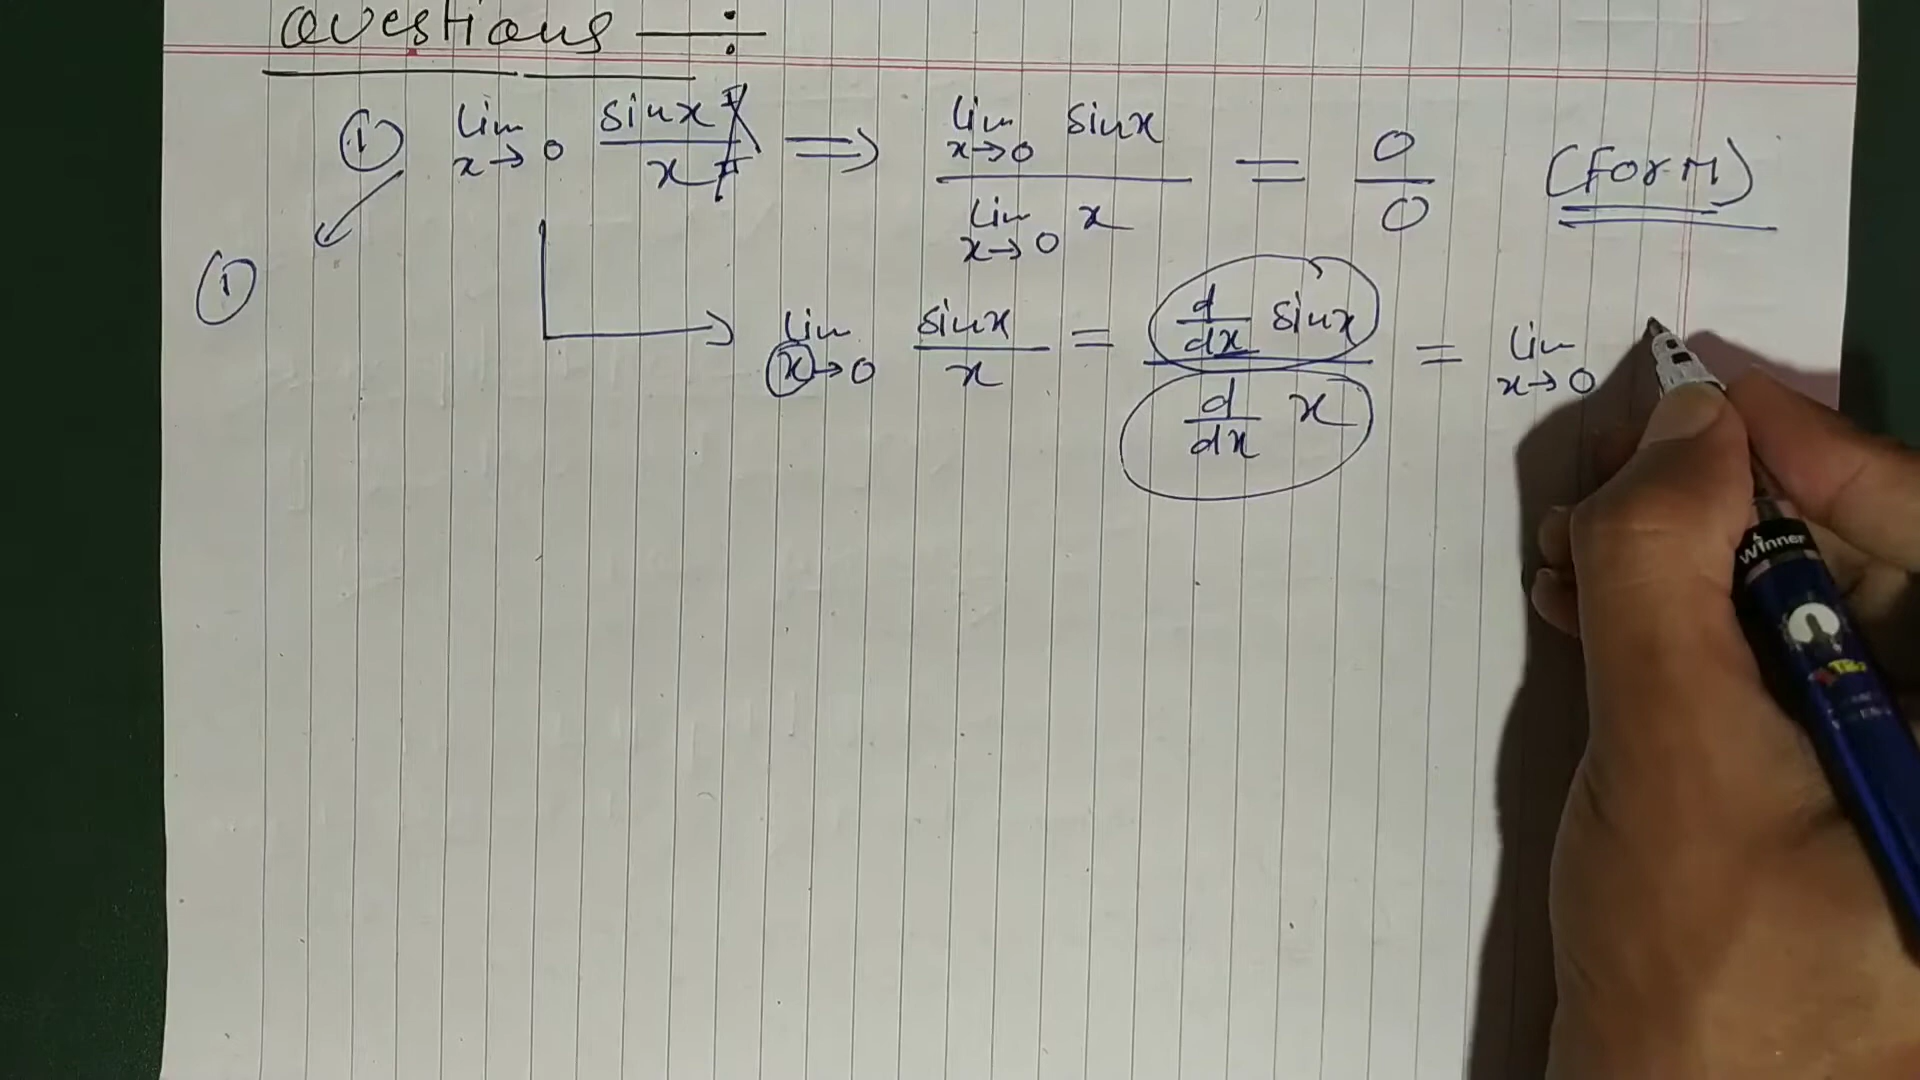 Questions ÷
① lim x→0 sinx/x ⇒ lim x→0 sinx / lim x→0 x = 0/0 (Form)
①
lim x→0 sinx/x = d/dx sinx / d/dx x = lim x→0
Winner